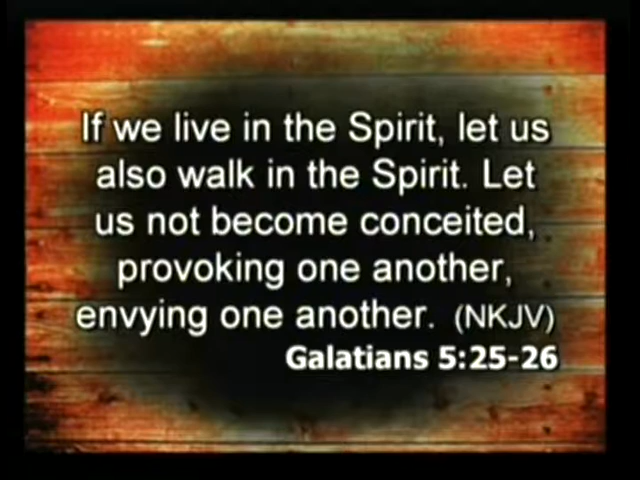 If we live in the Spirit, let us
also walk in the Spirit. Let
us not become conceited,
provoking one another,
envying one another. (NKJV)
Galatians 5:25-26